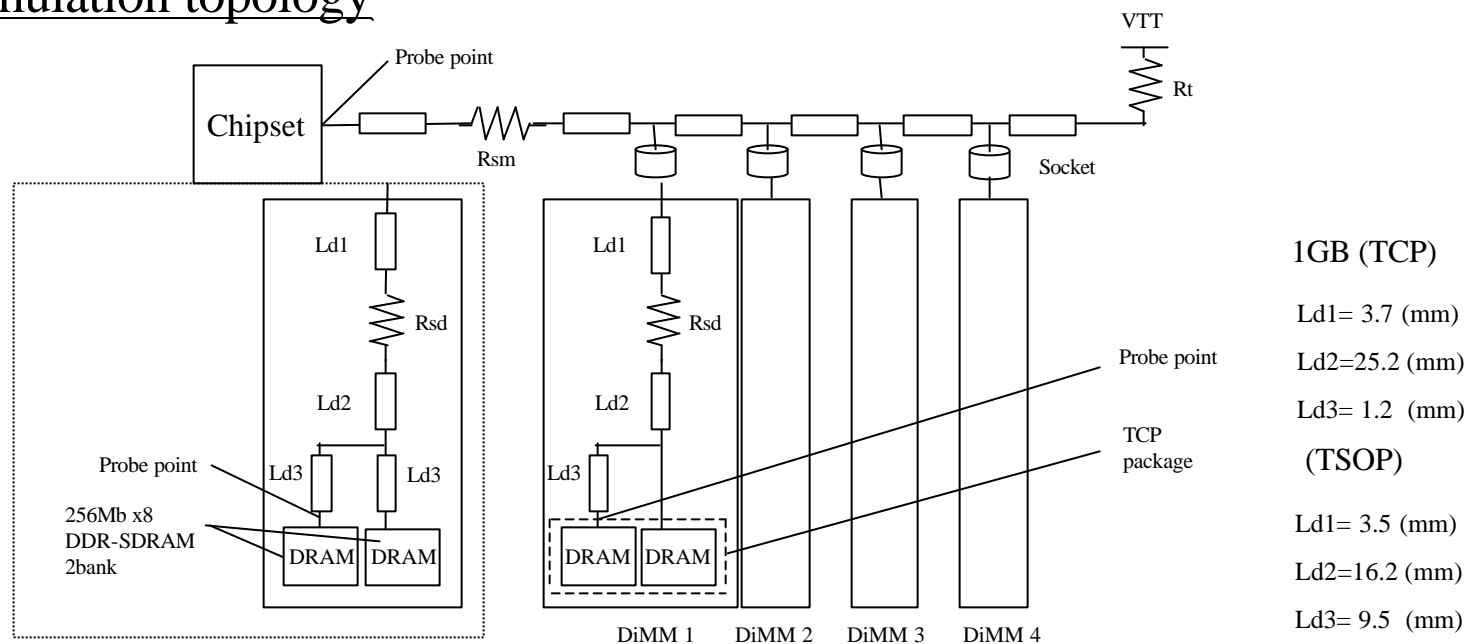 mulation topology
VTT
Probe point
Rt
Chipset
Rsm
Socket
Ld1
Rsd
Ld2
Ld3
Ld3
Probe point
256Mb x8
DDR-SDRAM
2bank
DRAM
DRAM
Ld1
Rsd
Ld2
Ld3
DRAM
DRAM
Probe point
TCP
package
DiMM 1
DiMM 2
DiMM 3
DiMM 4
1GB (TCP)
Ld1= 3.7 (mm)
Ld2=25.2 (mm)
Ld3= 1.2 (mm)
(TSOP)
Ld1= 3.5 (mm)
Ld2=16.2 (mm)
Ld3= 9.5 (mm)